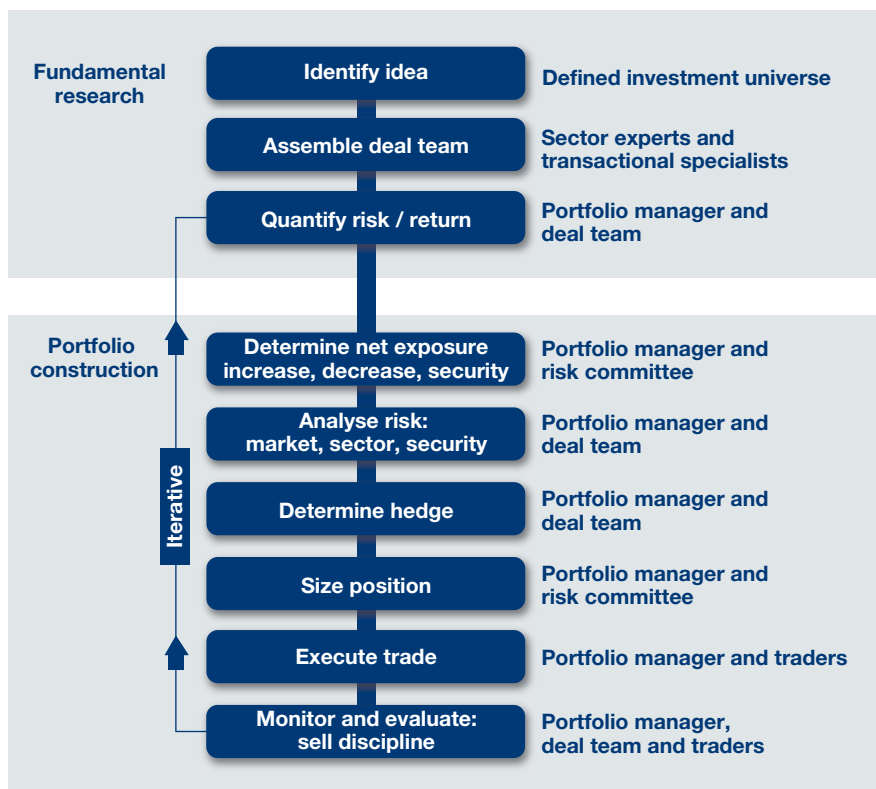 Fundamental
research
Identify idea
Defined investment universe
Assemble deal team
Sector experts and
transactional specialists
Quantify risk / return
Portfolio manager and
deal team
Portfolio
construction
Determine net exposure
increase, decrease, security
Portfolio manager and
risk committee
Analyse risk:
market, sector, security
Portfolio manager and
deal team
Iterative
Determine hedge
Portfolio manager and
deal team
Size position
Portfolio manager and
risk committee
Execute trade
Portfolio manager and traders
Monitor and evaluate:
sell discipline
Portfolio manager,
deal team and traders